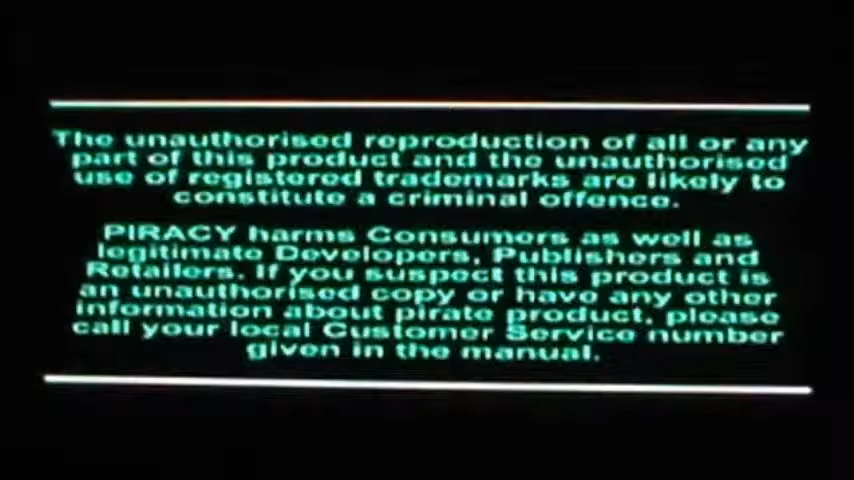 The unauthorised reproduction of all or any
part of this product and the unauthorised
use of registered trademarks are likely to
constitute a criminal offence.
PIRACY harms Consumers as well as
legitimate Developers, Publishers and
Retailers. If you suspect this product is
an unauthorised copy or have any other
information about pirate product, please
call your local Customer Service number
given in the manual.